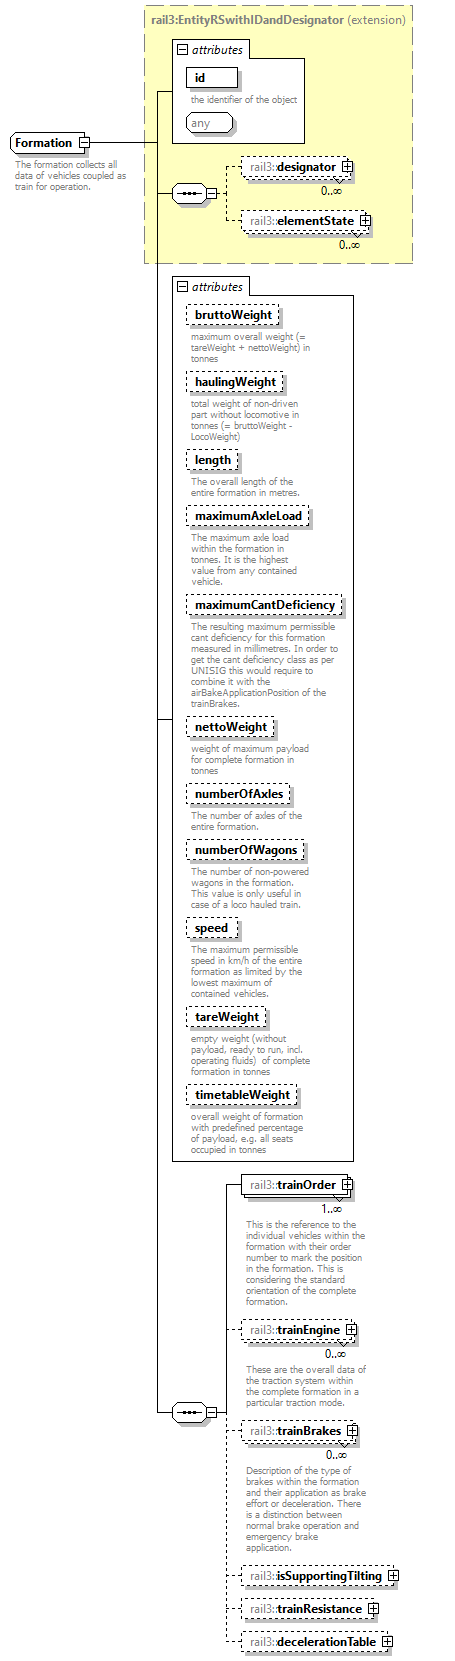 rail3:EntityRSwithIDandDesignator (extension)
attributes
id
the identifier of the object
any
Formation
The formation collects all
data of vehicles coupled as
train for operation.
rail3::designator
0..∞
rail3::elementState
0..∞
attributes
bruttoWeight
maximum overall weight (=
tareWeight + nettoWeight) in
tonnes
haulingWeight
total weight of non-driven
part without locomotive in
tonnes (= bruttoWeight -
LocoWeight)
length
The overall length of the
entire formation in metres.
maximumAxleLoad
The maximum axle load
within the formation in
tonnes. It is the highest
value from any contained
vehicle.
maximumCantDeficiency
The resulting maximum permissible
cant deficiency for this formation
measured in millimetres. In order to
get the cant deficiency class as per
UNISIG this would require to
combine it with the
airBakeApplicationPosition of the
trainBrakes.
nettoWeight
weight of maximum payload
for complete formation in
tonnes
numberOfAxles
The number of axles of the
entire formation.
numberOfWagons
The number of non-powered
wagons in the formation.
This value is only useful in
case of a loco hauled train.
speed
The maximum permissible
speed in km/h of the entire
formation as limited by the
lowest maximum of
contained vehicles.
tareWeight
empty weight (without
payload, ready to run, incl.
operating fluids)  of complete
formation in tonnes
timetableWeight
overall weight of formation
with predefined percentage
of payload, e.g. all seats
occupied in tonnes
rail3::trainOrder
1..∞
This is the reference to the
individual vehicles within the
formation with their order
number to mark the position
in the formation. This is
considering the standard
orientation of the complete
formation.
rail3::trainEngine
0..∞
These are the overall data of
the traction system within
the complete formation in a
particular traction mode.
rail3::trainBrakes
0..∞
Description of the type of
brakes within the formation
and their application as brake
effort or deceleration. There
is a distinction between
normal brake operation and
emergency brake
application.
rail3::isSupportingTilting
rail3::trainResistance
rail3::decelerationTable